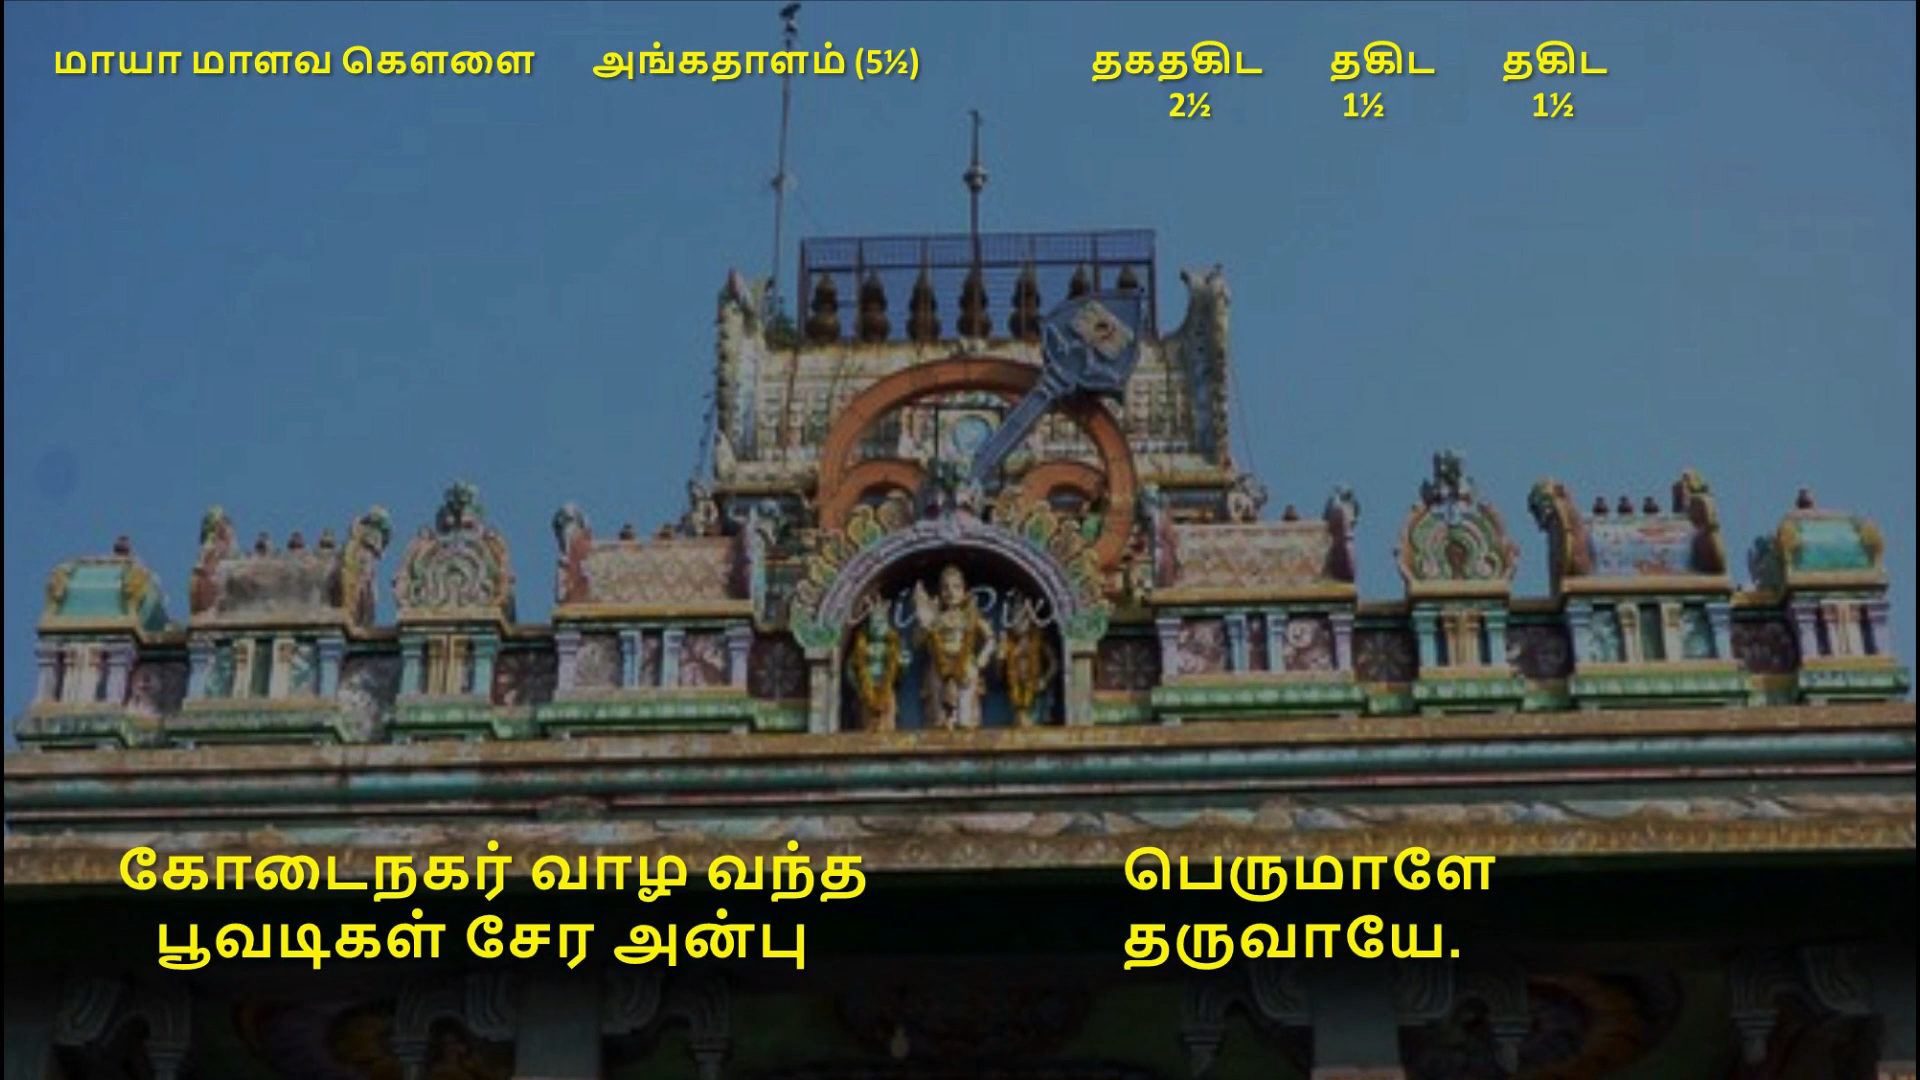 மாயா மாளவ கௌளை அங்கதாளம் (5½) தகதகிட தகிட தகிட
2½ 1½ 1½
கோடைநகர் வாழ வந்த பெருமாளே
பூவடிகள் சேர அன்பு தருவாயே.